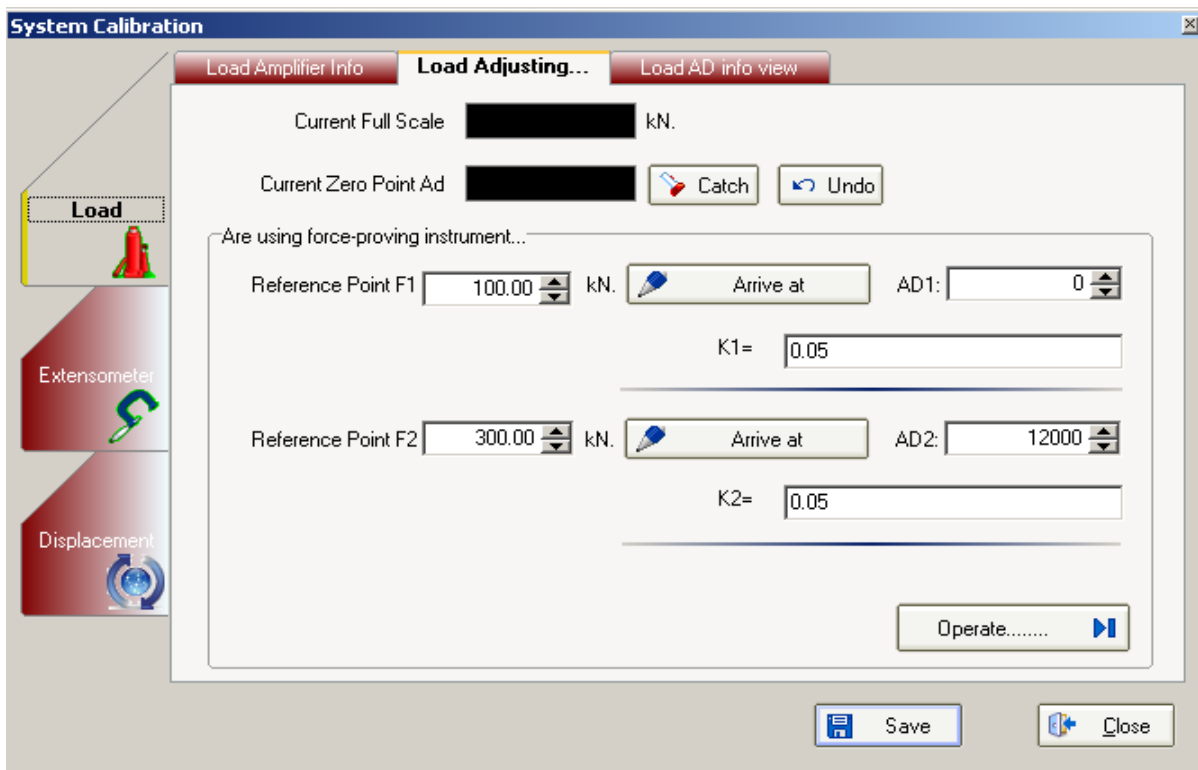 System Calibration
Load Amplifier Info
Load Adjusting...
Load AD info view
Current Full Scale kN.
Current Zero Point Ad Catch Undo
Load
Are using force-proving instrument...
Reference Point F1 100.00 kN. Arrive at AD1: 0
K1= 0.05
Extensometer
Reference Point F2 300.00 kN. Arrive at AD2: 12000
K2= 0.05
Displacement
Operate........
Save Close